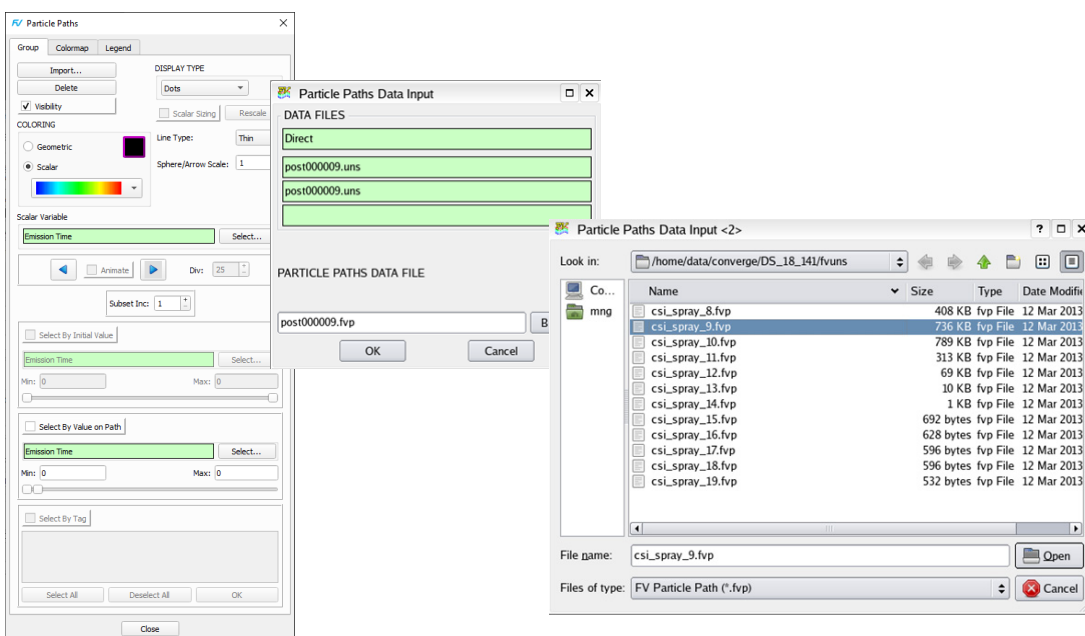 FV Particle Paths
Group Colormap Legend
Import...
Delete
Visibility
COLORING
Geometric
Scalar
DISPLAY TYPE
Dots
Scalar Sizing Rescale
Line Type: Thin
Sphere/Arrow Scale: 1
Scalar Variable
Emission Time Select...
Animate Div: 25
Subset Inc: 1
Select By Initial Value
Emission Time Select...
Min: 0 Max: 0
Select By Value on Path
Emission Time Select...
Min: 0 Max: 0
Select By Tag
Select All Deselect All OK
Close
Particle Paths Data Input
DATA FILES
Direct
post000009.uns
post000009.uns
PARTICLE PATHS DATA FILE
post000009.fvp B
OK Cancel
Particle Paths Data Input <2>
Look in: /home/data/converge/DS_18_141/fvuns
Co...
mng
Name Size Type Date Modifie
csi_spray_8.fvp 408 KB fvp File 12 Mar 2013
csi_spray_9.fvp 736 KB fvp File 12 Mar 2013
csi_spray_10.fvp 789 KB fvp File 12 Mar 2013
csi_spray_11.fvp 313 KB fvp File 12 Mar 2013
csi_spray_12.fvp 69 KB fvp File 12 Mar 2013
csi_spray_13.fvp 10 KB fvp File 12 Mar 2013
csi_spray_14.fvp 1 KB fvp File 12 Mar 2013
csi_spray_15.fvp 692 bytes fvp File 12 Mar 2013
csi_spray_16.fvp 628 bytes fvp File 12 Mar 2013
csi_spray_17.fvp 596 bytes fvp File 12 Mar 2013
csi_spray_18.fvp 596 bytes fvp File 12 Mar 2013
csi_spray_19.fvp 532 bytes fvp File 12 Mar 2013
File name: csi_spray_9.fvp Open
Files of type: FV Particle Path (*.fvp) Cancel